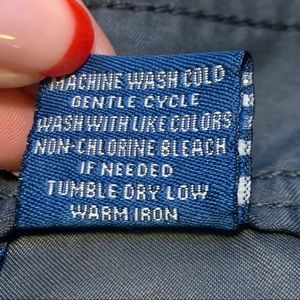 MACHINE WASH COLD
GENTLE CYCLE
WASH WITH LIKE COLORS
NON-CHLORINE BLEACH
IF NEEDED
TUMBLE DRY LOW
WARM IRON